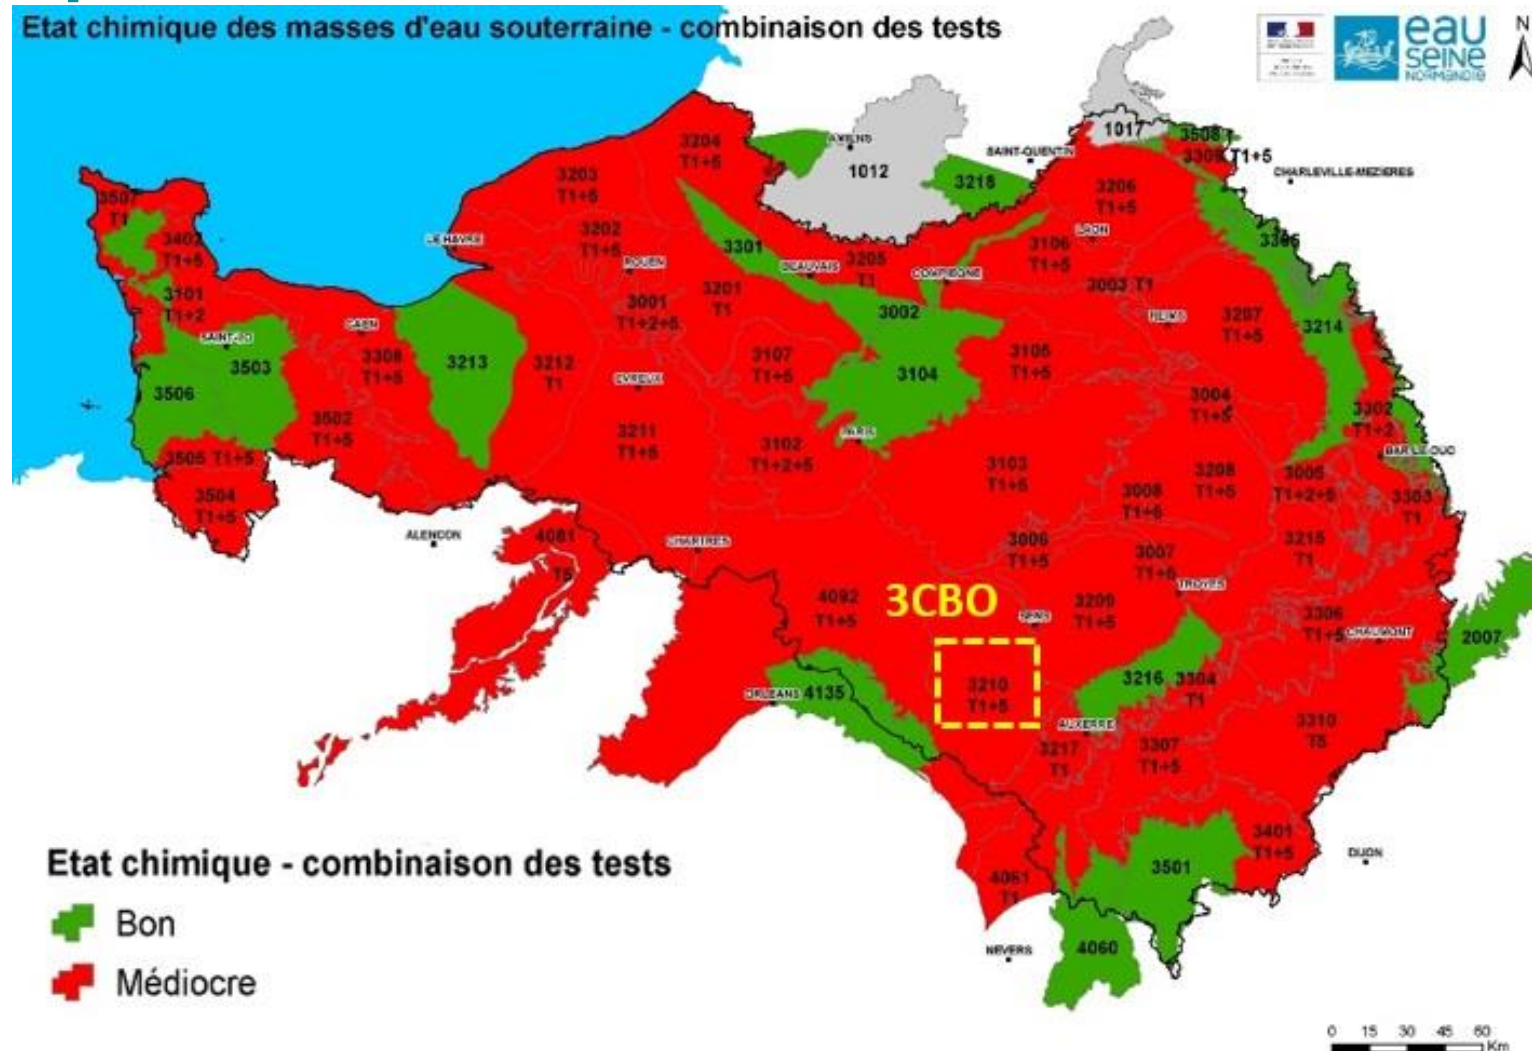 Etat chimique des masses d'eau souterraine - combinaison des tests
eau
SEINE
NORMANDIE
N
3204
T1+5
AMIENS
1012
SAINT-QUENTIN
1017
3508
3309 T1+5
CHARLEVILLE-MEZIERES
3203
T1+5
3218
3206
T1+5
3507
T1
3402
T1+5
LE HAVRE
3202
T1+5
ROUEN
3301
BEAUVAIS
3205
T1
COMPIEGNE
3106
T1+5
LAON
3305
3101
T1+2
SAINT-LO
CAEN
3001
T1+2+5
3201
T1
3002
3003 T1
REIMS
3207
T1+5
3214
3506
3503
3308
T1+5
3213
3212
T1
EVREUX
3107
T1+5
3104
3105
T1+5
3004
T1+5
3302
T1+2
BAR-LE-DUC
3502
T1+5
3211
T1+5
3102
T1+2+5
PARIS
3505 T1+5
3504
T1+5
3103
T1+5
3008
T1+5
3208
T1+5
3005
T1+2+5
3303
T1
ALENCON
4081
T5
CHARTRES
3006
T1+5
3007
T1+5
TROYES
3215
T1
4092
T1+5
3CBO
SENS
3209
T1+5
3306
T1+5
CHAUMONT
2007
ORLEANS
4135
3210
T1+5
3216
3304
T1
AUXERRE
3217
T1
3307
T1+5
3310
T5
3401
T1+5
DIJON
3501
4061
T1
NEVERS
4060
Etat chimique - combinaison des tests
Bon
Médiocre
0 15 30 45 60
Km